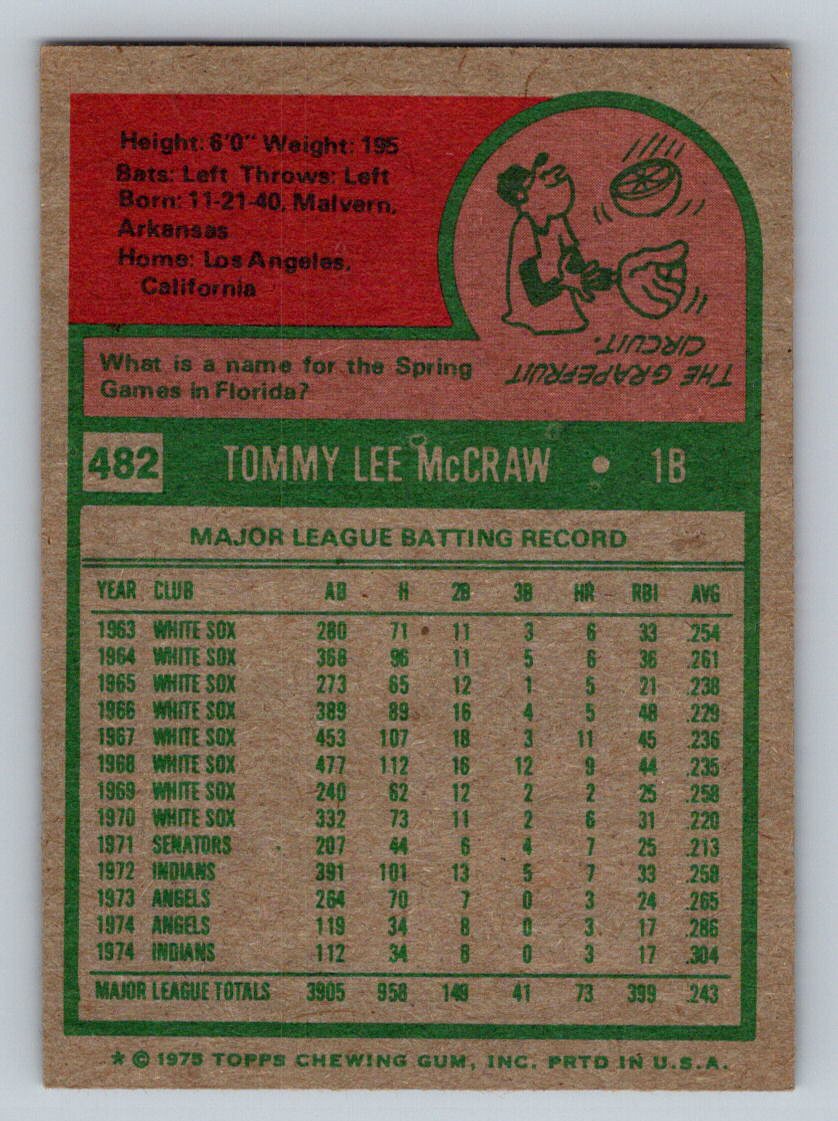 Height: 6'0" Weight: 195
Bats: Left Throws: Left
Born: 11-21-40, Malvern,
Arkansas
Home: Los Angeles,
California
What is a name for the Spring
Games in Florida?
THE GRAPEFRUIT
CIRCUIT.
482 TOMMY LEE McCRAW • 1B
MAJOR LEAGUE BATTING RECORD
YEAR CLUB AB H 2B 3B HR RBI AVG
1963 WHITE SOX 280 71 11 3 6 33 .254
1964 WHITE SOX 368 96 11 5 6 36 .261
1965 WHITE SOX 273 65 12 1 5 21 .238
1966 WHITE SOX 389 89 16 4 5 48 .229
1967 WHITE SOX 453 107 18 3 11 45 .236
1968 WHITE SOX 477 112 16 12 9 44 .235
1969 WHITE SOX 240 62 12 2 2 25 .258
1970 WHITE SOX 332 73 11 2 6 31 .220
1971 SENATORS 207 44 6 4 7 25 .213
1972 INDIANS 391 101 13 5 7 33 .258
1973 ANGELS 264 70 7 0 3 24 .265
1974 ANGELS 119 34 8 0 3 17 .286
1974 INDIANS 112 34 8 0 3 17 .304
MAJOR LEAGUE TOTALS 3905 958 149 41 73 399 .243
* © 1975 TOPPS CHEWING GUM, INC. PRTD IN U.S.A.